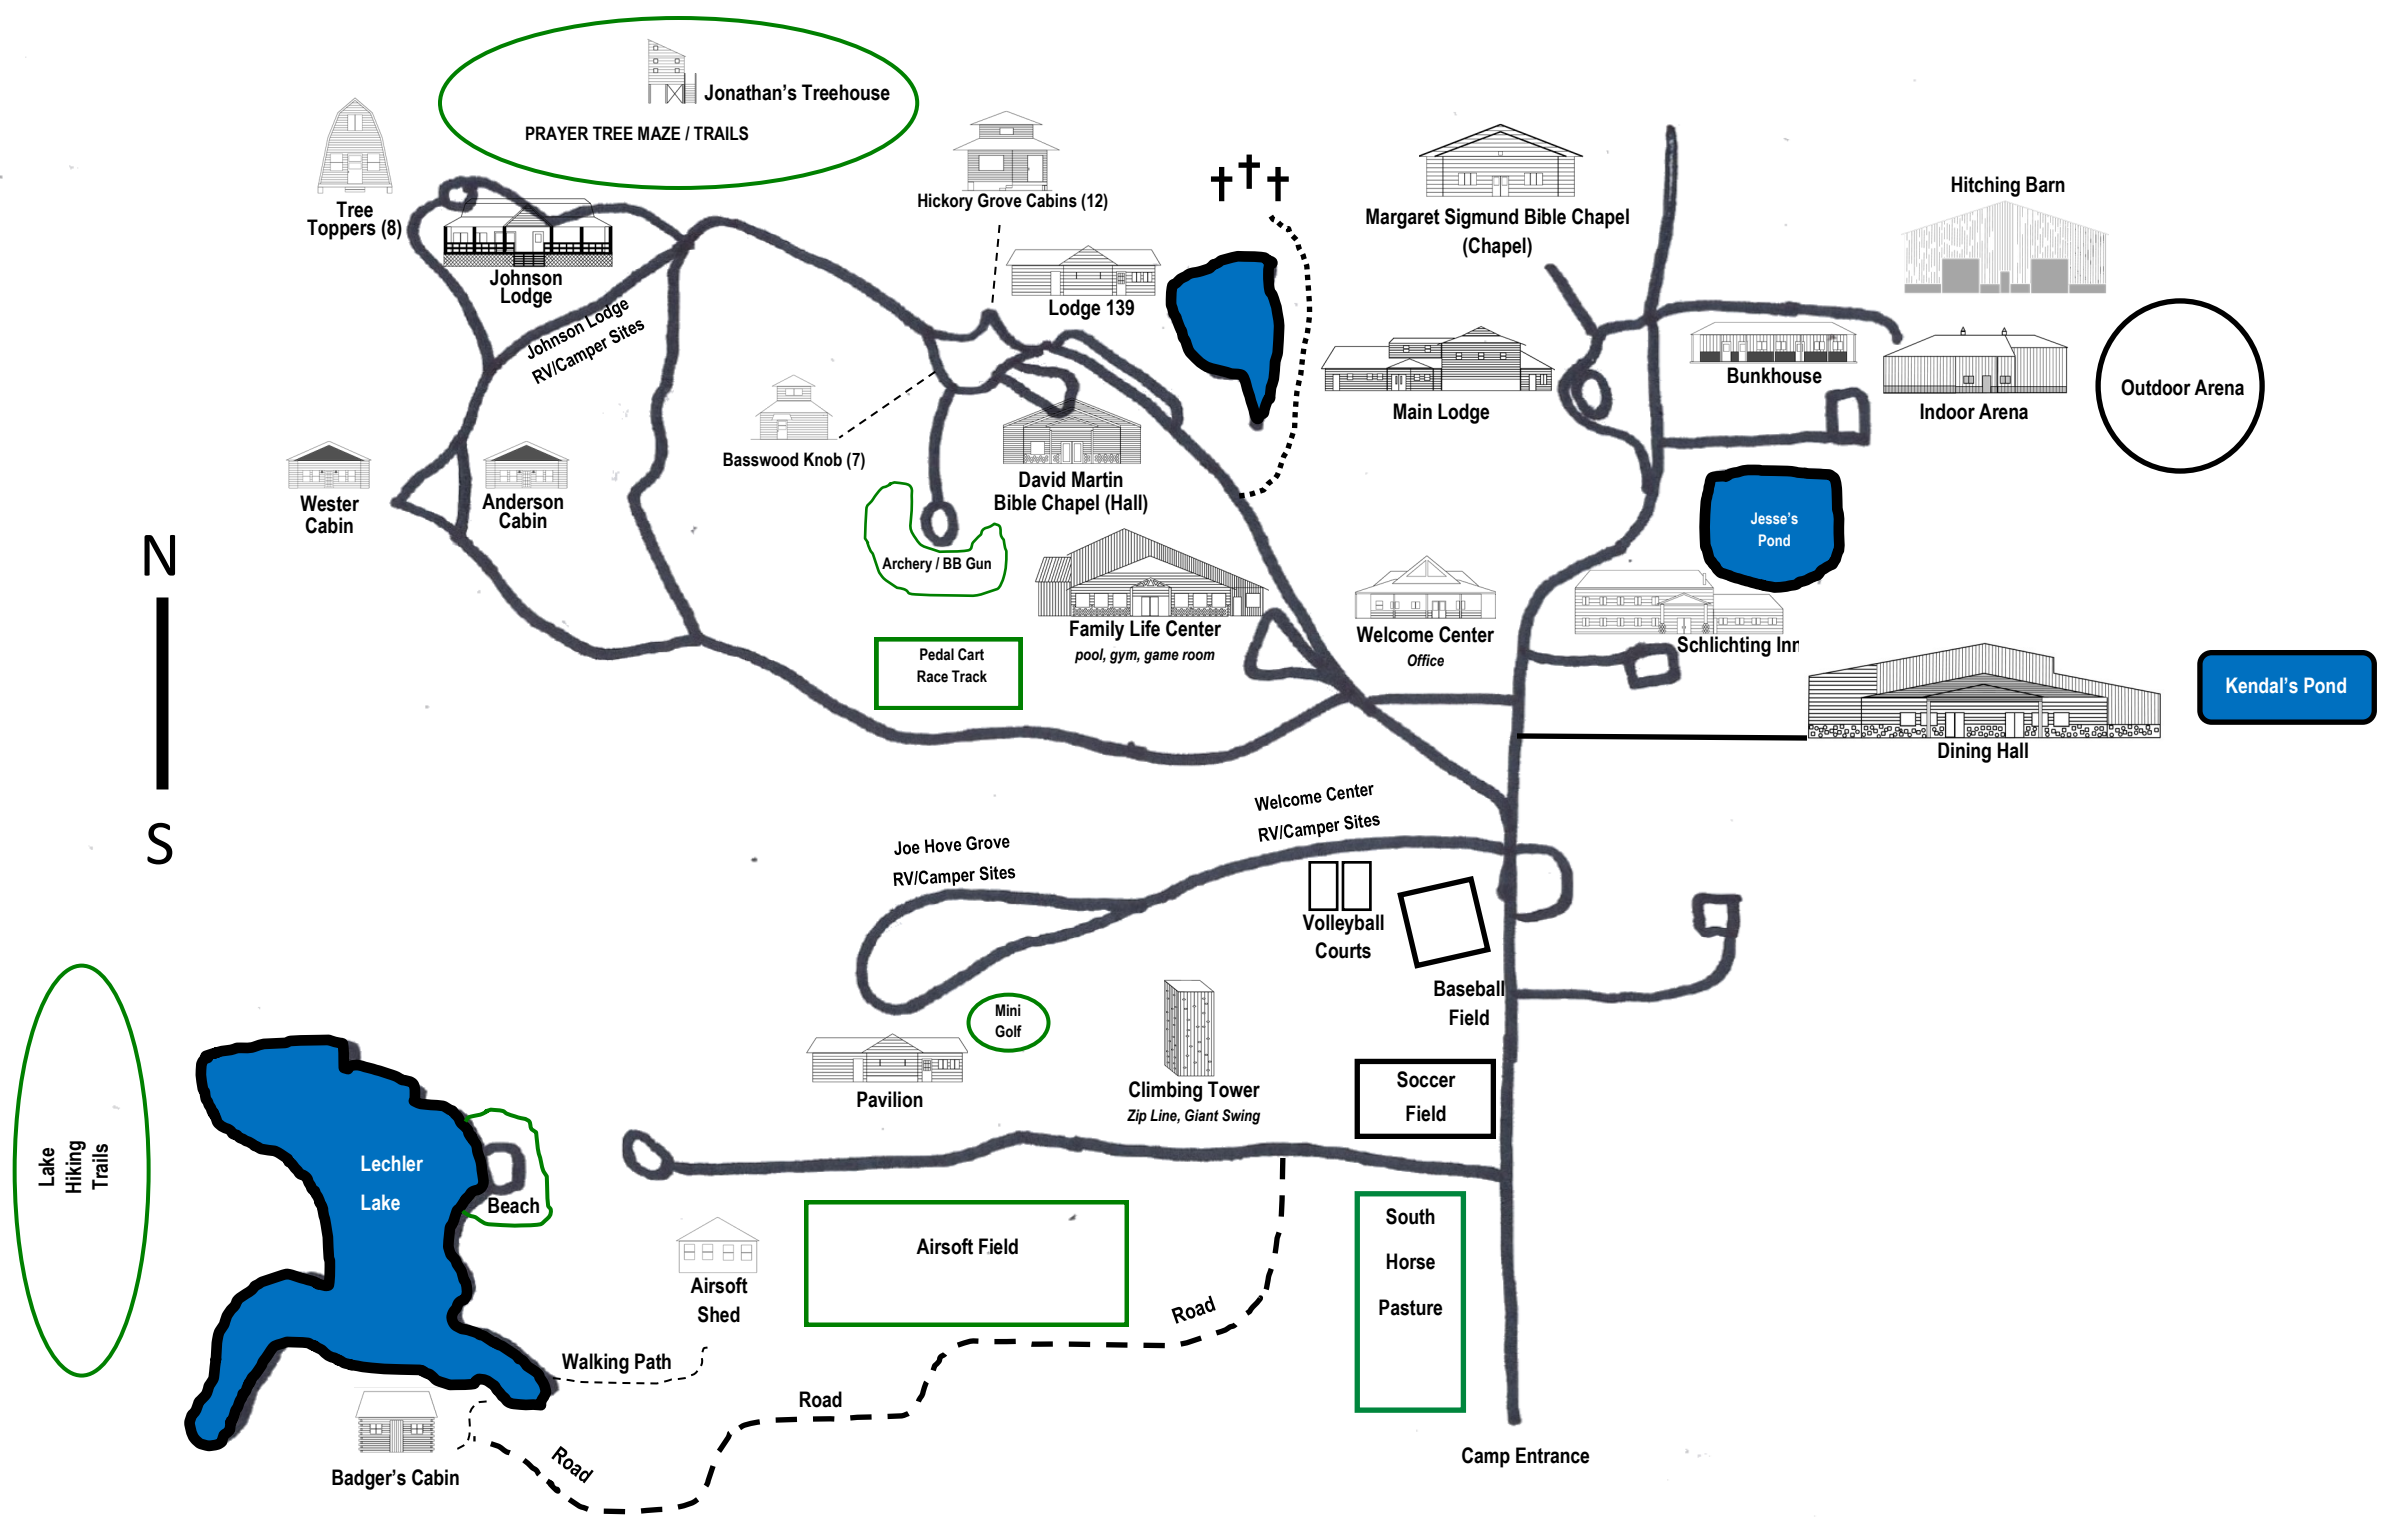 Jonathan’s Treehouse
PRAYER TREE MAZE / TRAILS
Tree
Toppers (8)
Johnson
Lodge
Johnson Lodge
RV/Camper Sites
Hickory Grove Cabins (12)
Lodge 139
Margaret Sigmund Bible Chapel
(Chapel)
Hitching Barn
Main Lodge
Bunkhouse
Indoor Arena
Outdoor Arena
Basswood Knob (7)
Wester
Cabin
Anderson
Cabin
David Martin
Bible Chapel (Hall)
Archery / BB Gun
Jesse’s
Pond
N
S
Family Life Center
pool, gym, game room
Welcome Center
Office
Schlichting Inn
Pedal Cart
Race Track
Kendal’s Pond
Dining Hall
Welcome Center
RV/Camper Sites
Joe Hove Grove
RV/Camper Sites
Volleyball
Courts
Baseball
Field
Mini
Golf
Pavilion
Climbing Tower
Zip Line, Giant Swing
Soccer
Field
Lake
Hiking
Trails
Lechler
Lake
Beach
Airsoft
Shed
Airsoft Field
South
Horse
Pasture
Road
Walking Path
Road
Road
Badger’s Cabin
Camp Entrance